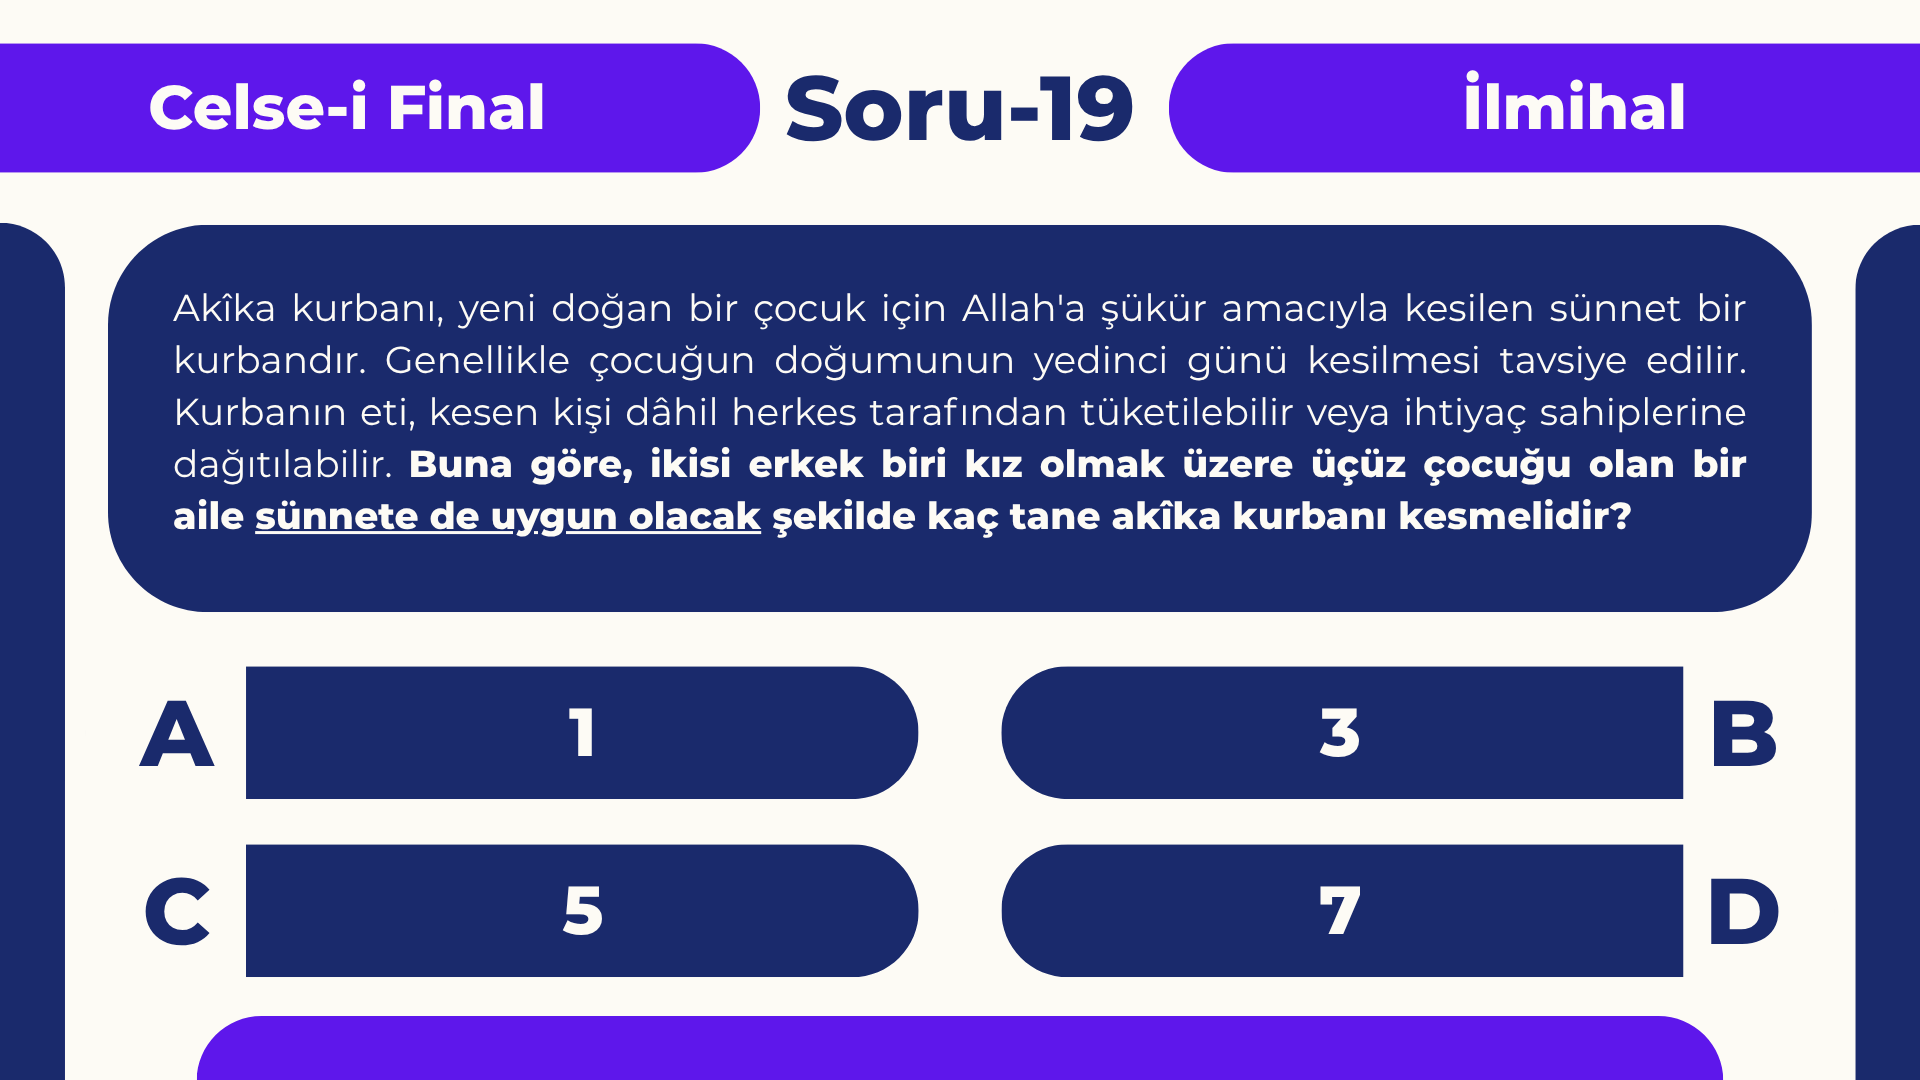 Celse-i Final
Soru-19
İlmihal
Akîka kurbanı, yeni doğan bir çocuk için Allah'a şükür amacıyla kesilen sünnet bir
kurbandır. Genellikle çocuğun doğumunun yedinci günü kesilmesi tavsiye edilir.
Kurbanın eti, kesen kişi dâhil herkes tarafından tüketilebilir veya ihtiyaç sahiplerine
dağıtılabilir. Buna göre, ikisi erkek biri kız olmak üzere üçüz çocuğu olan bir
aile sünnete de uygun olacak şekilde kaç tane akîka kurbanı kesmelidir?
A 1
3 B
C 5
7 D